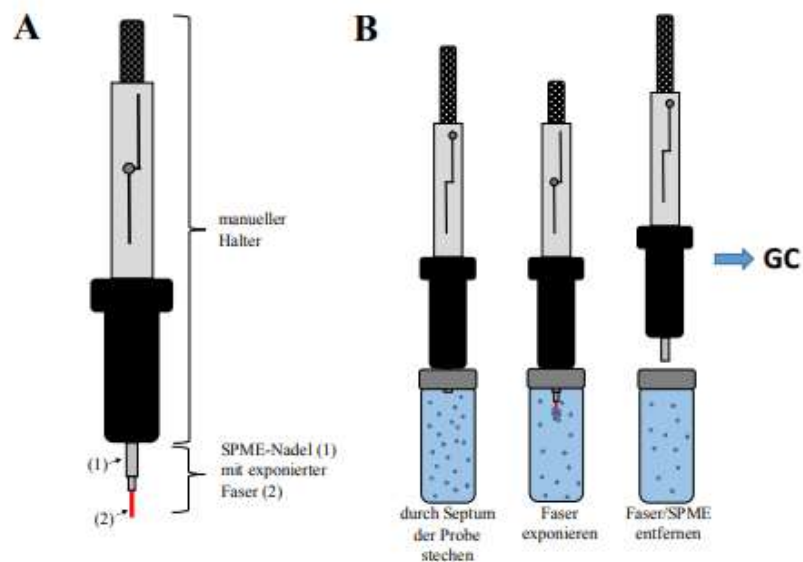 A
manueller
Halter
(1)
SPME-Nadel (1)
mit exponierter
Faser (2)
(2)
B
GC
durch Septum
der Probe
stechen
Faser
exponieren
Faser/SPME
entfernen